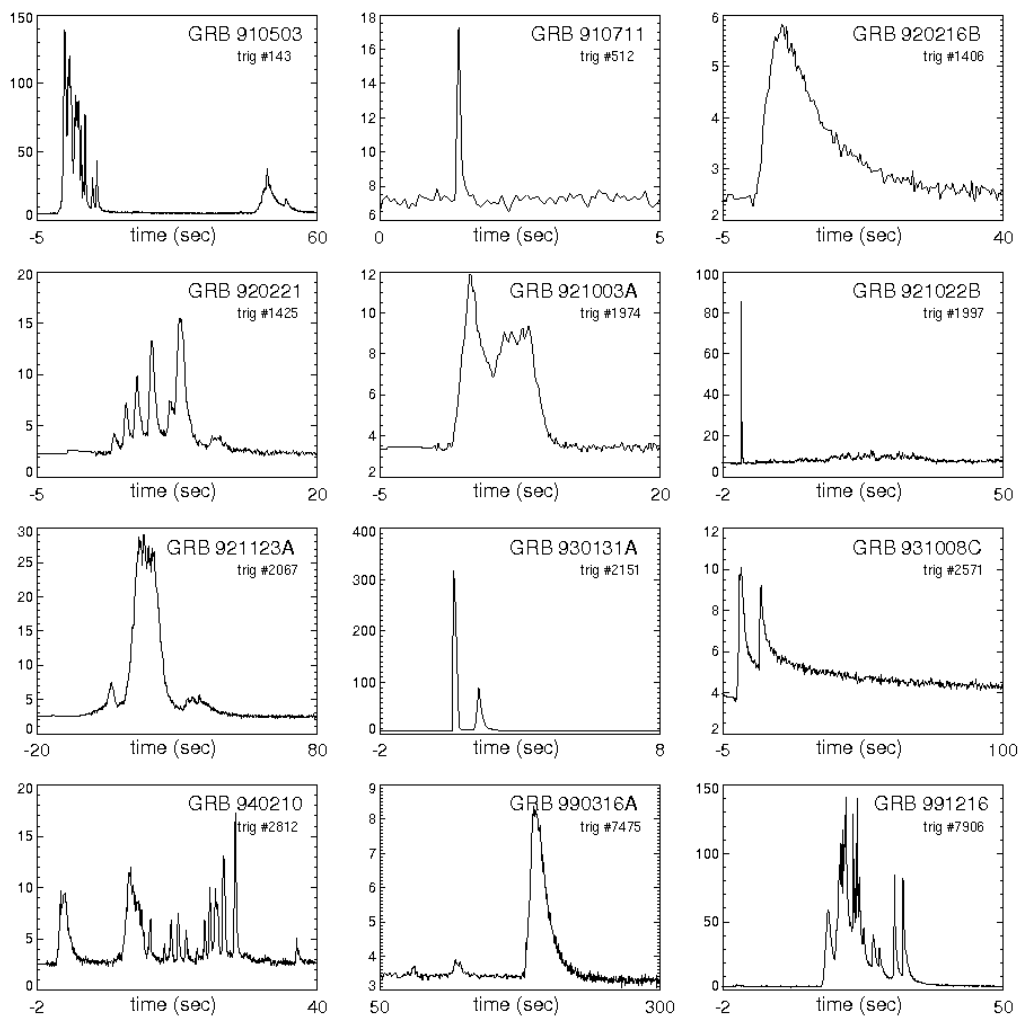 GRB 910503
trig #143
150
100
50
0
-5
time (sec)
60
GRB 910711
trig #512
18
16
14
12
10
8
6
0
time (sec)
5
GRB 920216B
trig #1406
6
5
4
3
2
-5
time (sec)
40
GRB 920221
trig #1425
20
15
10
5
0
-5
time (sec)
20
GRB 921003A
trig #1974
12
10
8
6
4
2
-5
time (sec)
20
GRB 921022B
trig #1997
100
80
60
40
20
0
-2
time (sec)
50
GRB 921123A
trig #2067
30
25
20
15
10
5
0
-20
time (sec)
80
GRB 930131A
trig #2151
400
300
200
100
0
-2
time (sec)
8
GRB 931008C
trig #2571
12
10
8
6
4
2
-5
time (sec)
100
GRB 940210
trig #2812
20
15
10
5
0
-2
time (sec)
40
GRB 990316A
trig #7475
9
8
7
6
5
4
3
50
time (sec)
300
GRB 991216
trig #7906
150
100
50
0
-2
time (sec)
50